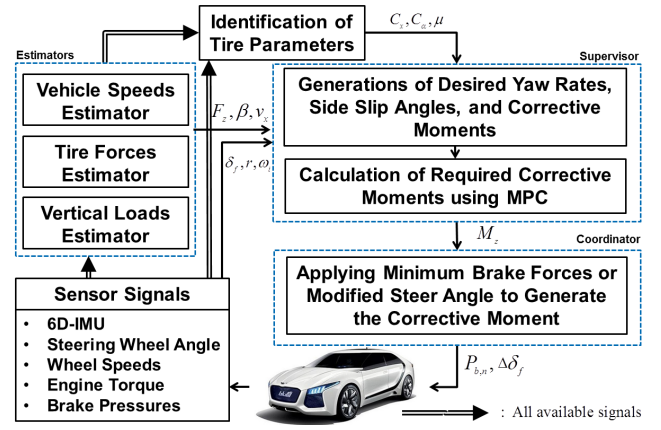 Identification of
Tire Parameters
C_x, C_α, μ
Estimators
Supervisor
Vehicle Speeds
Estimator
Tire Forces
Estimator
Vertical Loads
Estimator
F_z, β, v_x
δ_f, r, ω_i
Generations of Desired Yaw Rates,
Side Slip Angles, and Corrective
Moments
Calculation of Required Corrective
Moments using MPC
M_z
Coordinator
Applying Minimum Brake Forces or
Modified Steer Angle to Generate
the Corrective Moment
P_{b,n}, Δδ_f
Sensor Signals
• 6D-IMU
• Steering Wheel Angle
• Wheel Speeds
• Engine Torque
• Brake Pressures
: All available signals